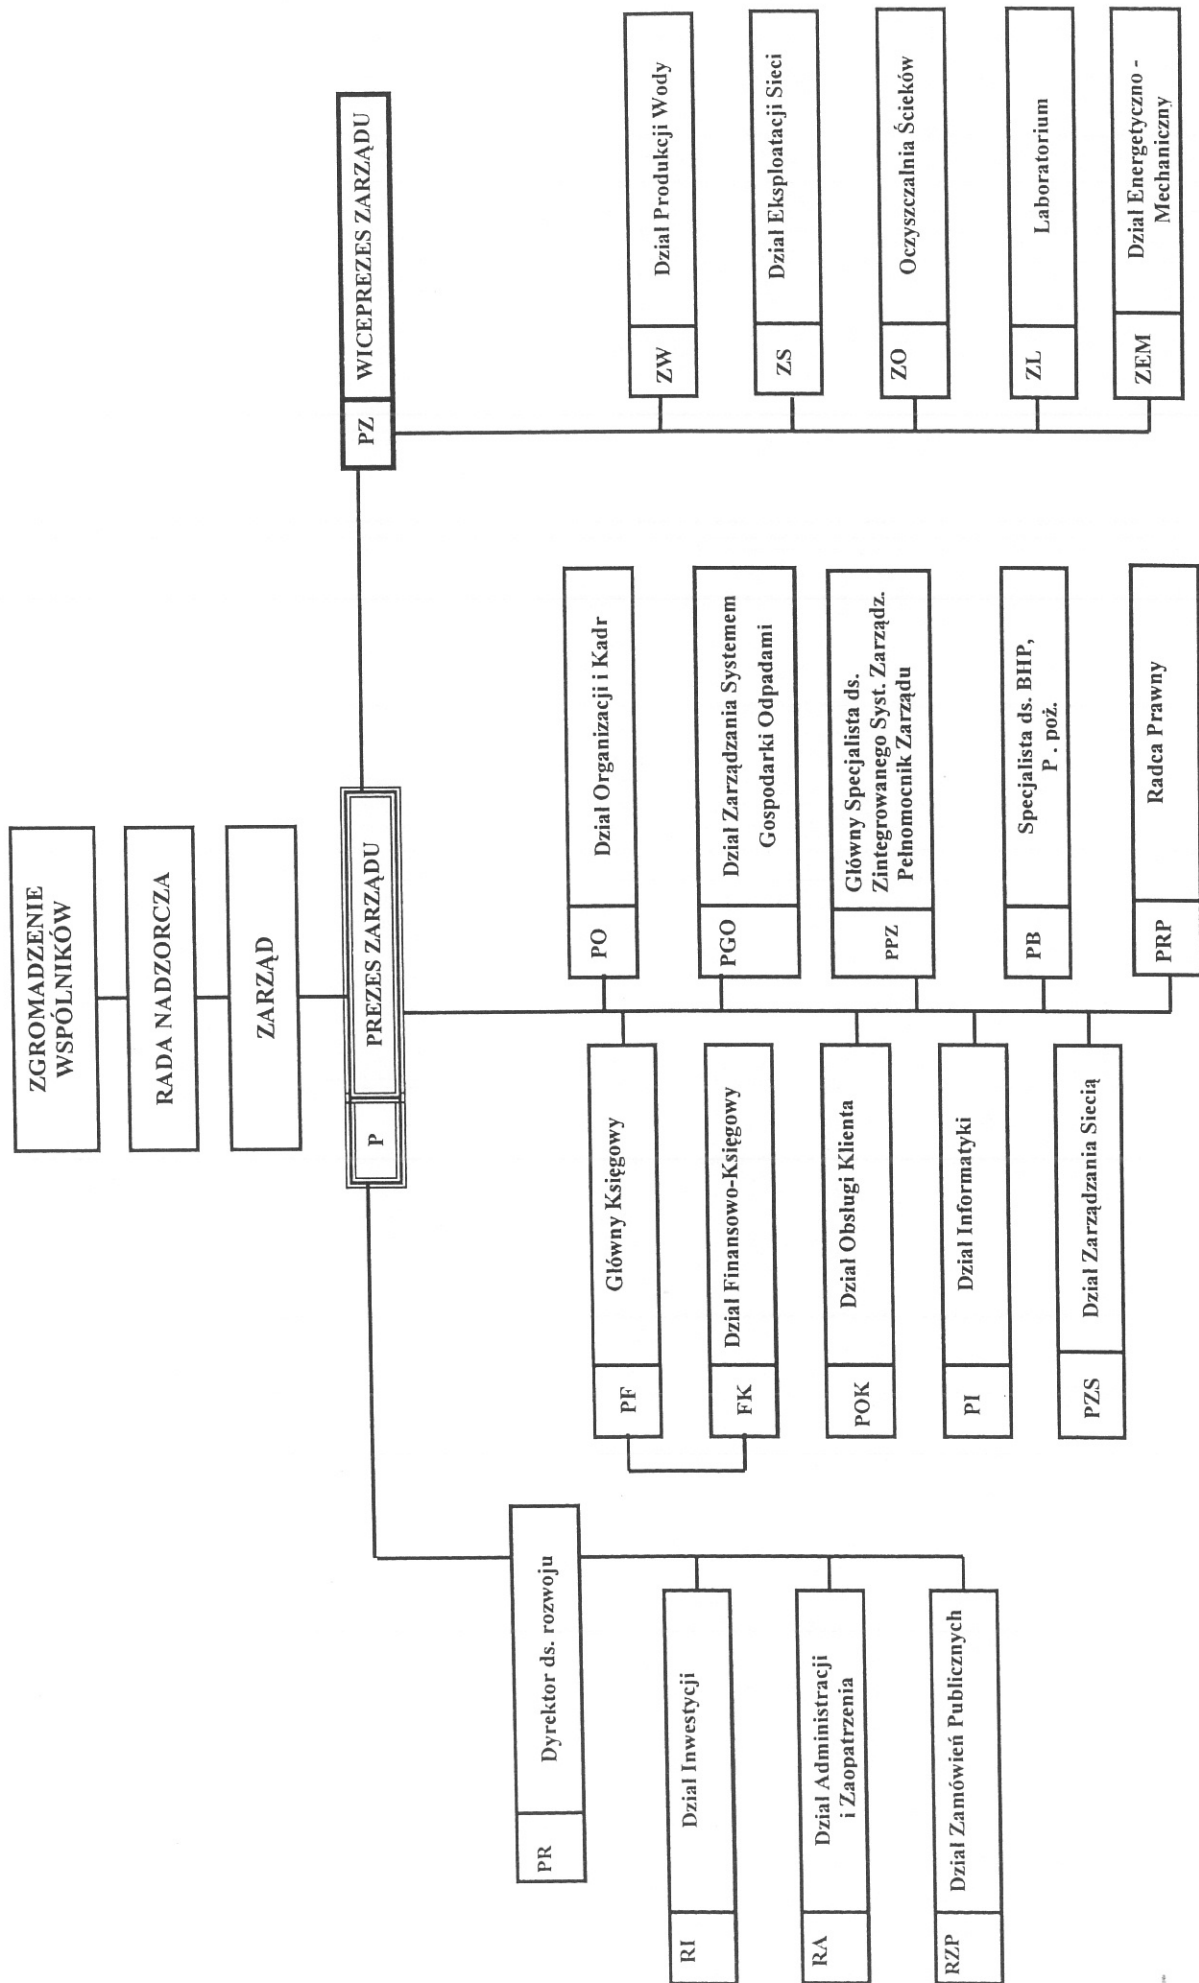 ZGROMADZENIE
WSPÓLNIKÓW
RADA NADZORCZA
ZARZĄD
P
PREZES ZARZĄDU
PZ
WICEPREZES ZARZĄDU
PR
Dyrektor ds. rozwoju
RI
Dział Inwestycji
RA
Dział Administracji
i Zaopatrzenia
RZP
Dział Zamówień Publicznych
PF
Główny Księgowy
FK
Dział Finansowo-Księgowy
POK
Dział Obsługi Klienta
PI
Dział Informatyki
PZS
Dział Zarządzania Siecią
PO
Dział Organizacji i Kadr
PGO
Dział Zarządzania Systemem
Gospodarki Odpadami
PPZ
Główny Specjalista ds.
Zintegrowanego Syst. Zarządz.
Pełnomocnik Zarządu
PB
Specjalista ds. BHP,
P . poż.
PRP
Radca Prawny
ZW
Dział Produkcji Wody
ZS
Dział Eksploatacji Sieci
ZO
Oczyszczalnia Ścieków
ZL
Laboratorium
ZEM
Dział Energetyczno -
Mechaniczny